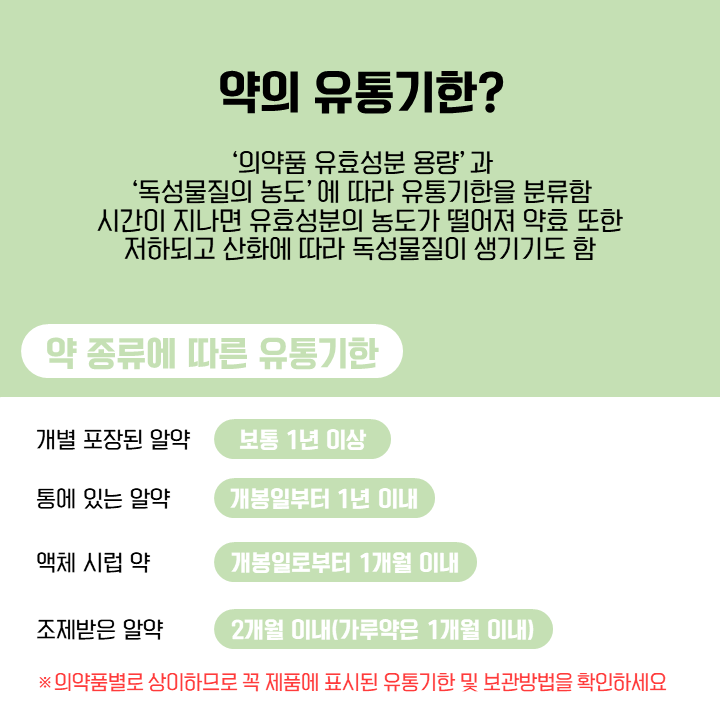 약의 유통기한?
‘의약품 유효성분 용량’ 과
‘독성물질의 농도’ 에 따라 유통기한을 분류함
시간이 지나면 유효성분의 농도가 떨어져 약효 또한
저하되고 산화에 따라 독성물질이 생기기도 함
약 종류에 따른 유통기한
개별 포장된 알약 보통 1년 이상
통에 있는 알약 개봉일부터 1년 이내
액체 시럽 약 개봉일로부터 1개월 이내
조제받은 알약 2개월 이내(가루약은 1개월 이내)
※의약품별로 상이하므로 꼭 제품에 표시된 유통기한 및 보관방법을 확인하세요